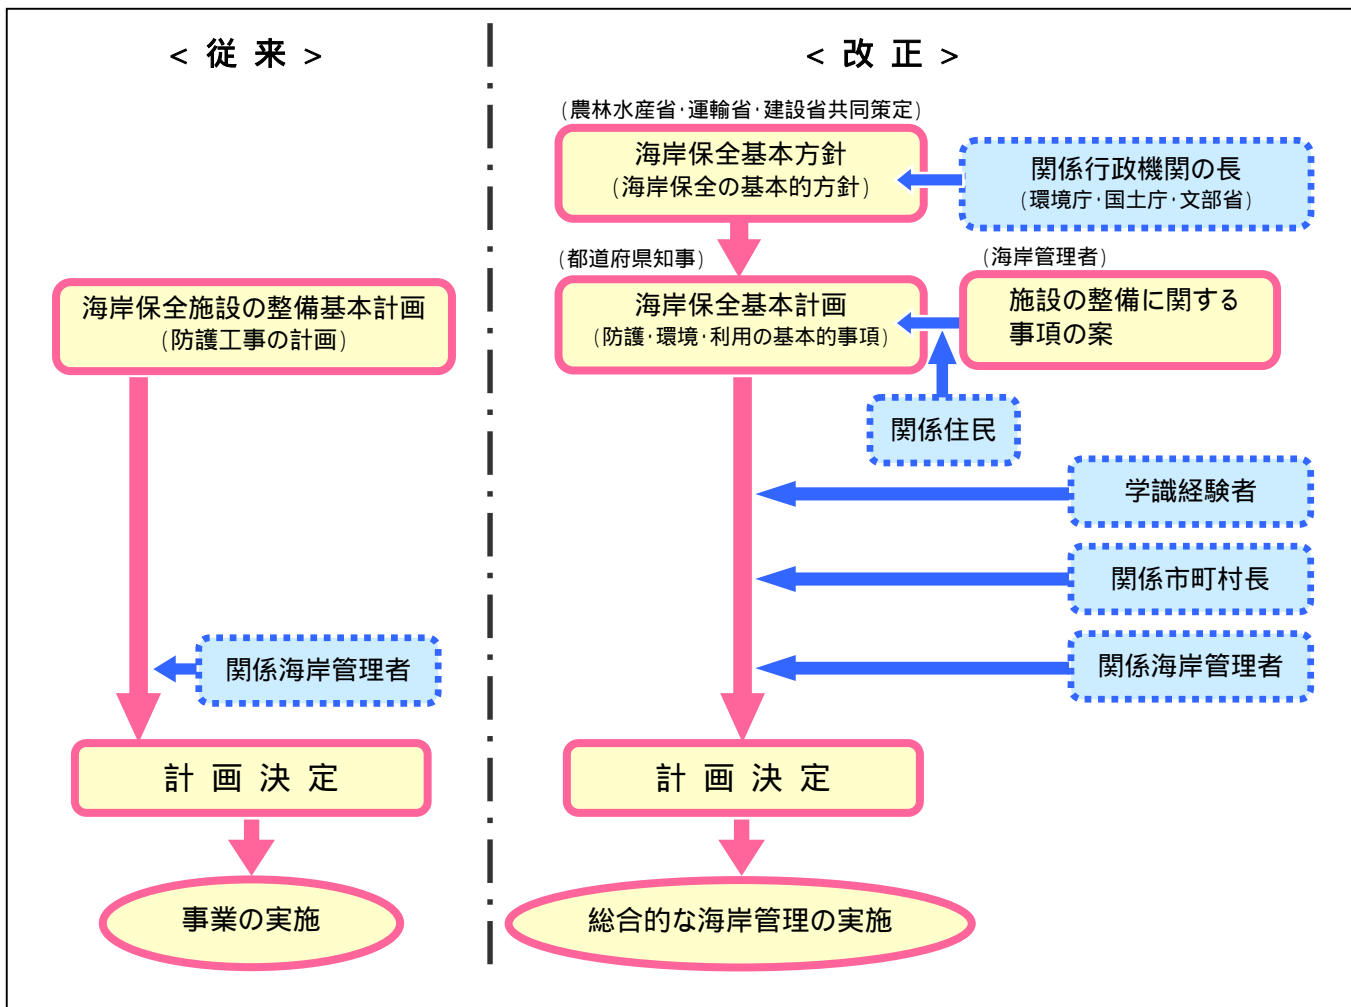 < 従 来 >
海岸保全施設の整備基本計画
(防護工事の計画)
関係海岸管理者
計 画 決 定
事業の実施
< 改 正 >
(農林水産省･運輸省･建設省共同策定)
海岸保全基本方針
(海岸保全の基本的方針)
関係行政機関の長
(環境庁･国土庁･文部省)
(都道府県知事)
海岸保全基本計画
(防護･環境･利用の基本的事項)
(海岸管理者)
施設の整備に関する
事項の案
関係住民
学識経験者
関係市町村長
関係海岸管理者
計 画 決 定
総合的な海岸管理の実施